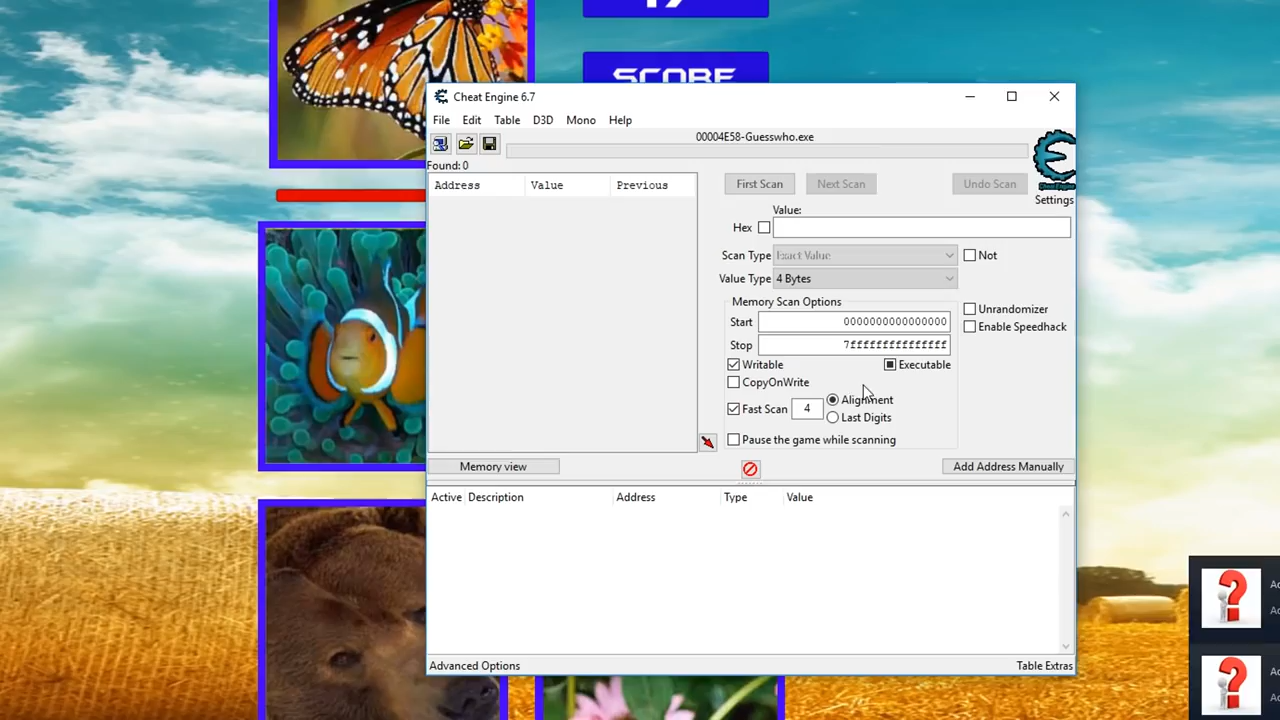 SCORE
Cheat Engine 6.7
File Edit Table D3D Mono Help
00004E58-Guesswho.exe
Found: 0
Address Value Previous
First Scan Next Scan Undo Scan
Cheat Engine
Settings
Value:
Hex
Scan Type Exact Value Not
Value Type 4 Bytes
Memory Scan Options
Start 0000000000000000
Unrandomizer
Stop 7fffffffffffffff
Enable Speedhack
Writable Executable
CopyOnWrite
Fast Scan 4 Alignment
Last Digits
Pause the game while scanning
Memory view Add Address Manually
Active Description Address Type Value
Advanced Options Table Extras